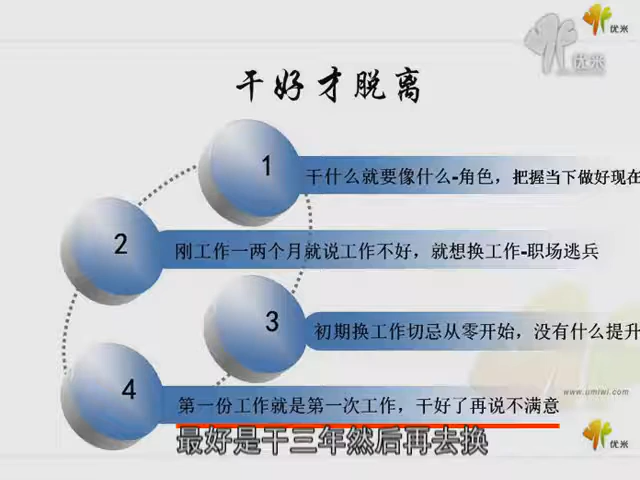 优米
优米
干好才脱离
1
干什么就要像什么-角色，把握当下做好现在
2
刚工作一两个月就说工作不好，就想换工作-职场逃兵
3
初期换工作切忌从零开始，没有什么提升
4
www.umiwi.com
第一份工作就是第一次工作，干好了再说不满意
最好是干三年然后再去换
优米